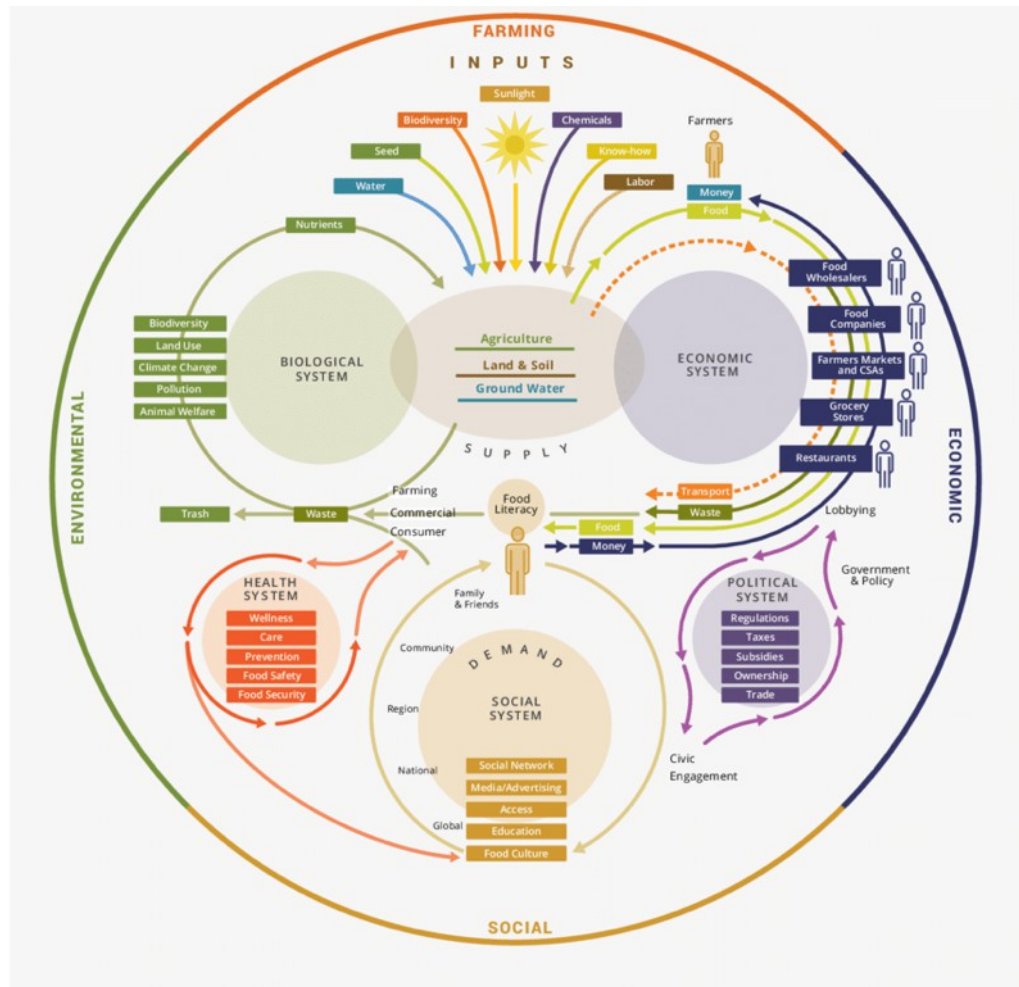 FARMING
INPUTS
Sunlight
Biodiversity
Chemicals
Farmers
Seed
Know-how
Water
Labor
Money
Food
Nutrients
Food
Wholesalers
Food
Companies
Farmers Markets
and CSAs
Grocery
Stores
Restaurants
Biodiversity
Land Use
Climate Change
Pollution
Animal Welfare
BIOLOGICAL
SYSTEM
Agriculture
Land & Soil
Ground Water
ECONOMIC
SYSTEM
SUPPLY
ENVIRONMENTAL
ECONOMIC
Farming
Commercial
Consumer
Trash
Waste
Food
Literacy
Transport
Waste
Food
Money
Lobbying
Government
& Policy
HEALTH
SYSTEM
Wellness
Care
Prevention
Food Safety
Food Security
Family
& Friends
Community
Region
National
Global
DEMAND
SOCIAL
SYSTEM
Social Network
Media/Advertising
Access
Education
Food Culture
POLITICAL
SYSTEM
Regulations
Taxes
Subsidies
Ownership
Trade
Civic
Engagement
SOCIAL